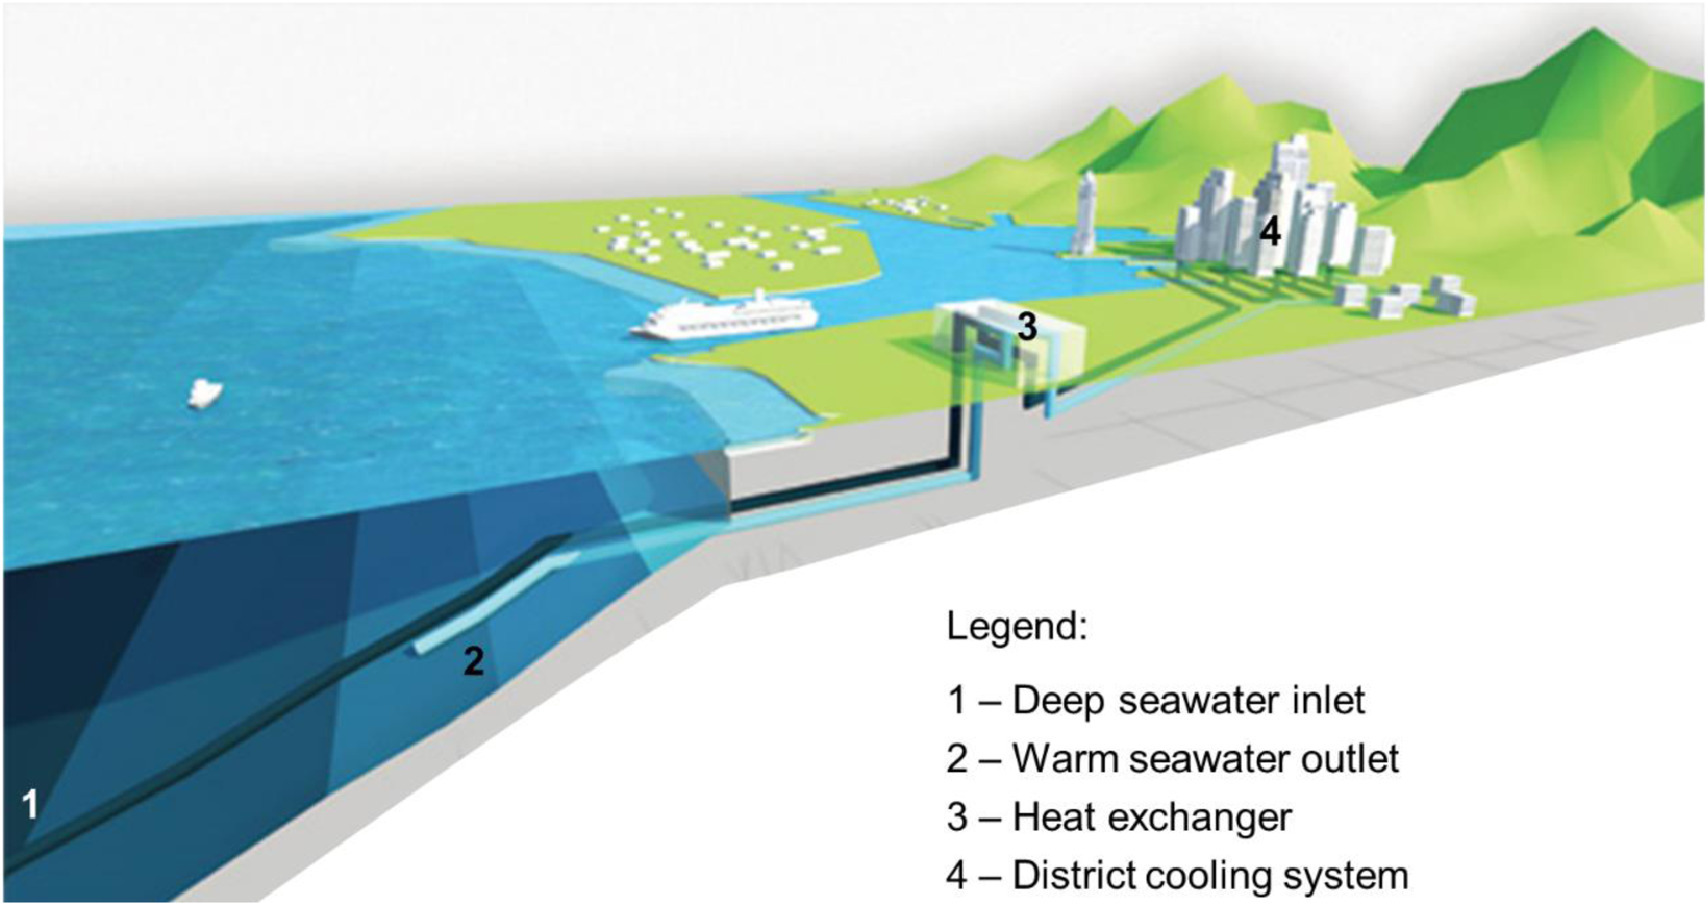 4
3
2
1
Legend:
1 – Deep seawater inlet
2 – Warm seawater outlet
3 – Heat exchanger
4 – District cooling system